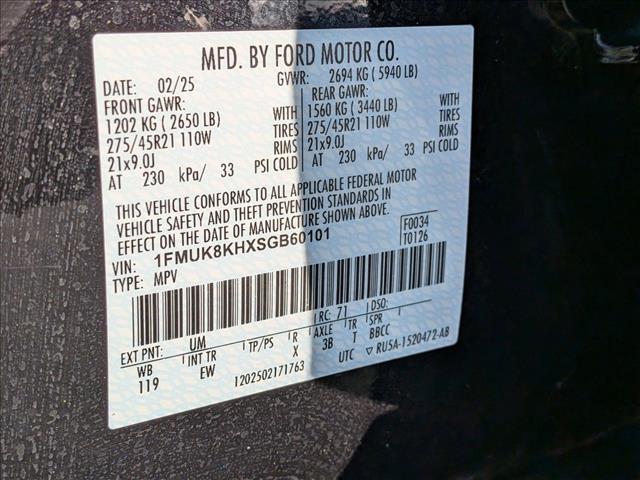 MFD. BY FORD MOTOR CO.
DATE: 02/25 GVWR: 2694 KG (5940 LB)
FRONT GAWR: REAR GAWR:
1202 KG (2650 LB) WITH 1560 KG (3440 LB) WITH
275/45R21 110W TIRES 275/45R21 110W TIRES
21x9.0J RIMS 21x9.0J RIMS
AT 230 kPa/ 33 PSI COLD AT 230 kPa/ 33 PSI COLD
THIS VEHICLE CONFORMS TO ALL APPLICABLE FEDERAL MOTOR
VEHICLE SAFETY AND THEFT PREVENTION STANDARDS IN
EFFECT ON THE DATE OF MANUFACTURE SHOWN ABOVE.
VIN: 1FMUK8KHXSGB60101 F0034
TYPE: MPV T0126
EXT PNT: UM RC: 71 DSO:
WB INT TR TP/PS R AXLE TR SPR
119 EW X 3B T BBCC
1202502171763 UTC ▽ RU5A-1520472-AB